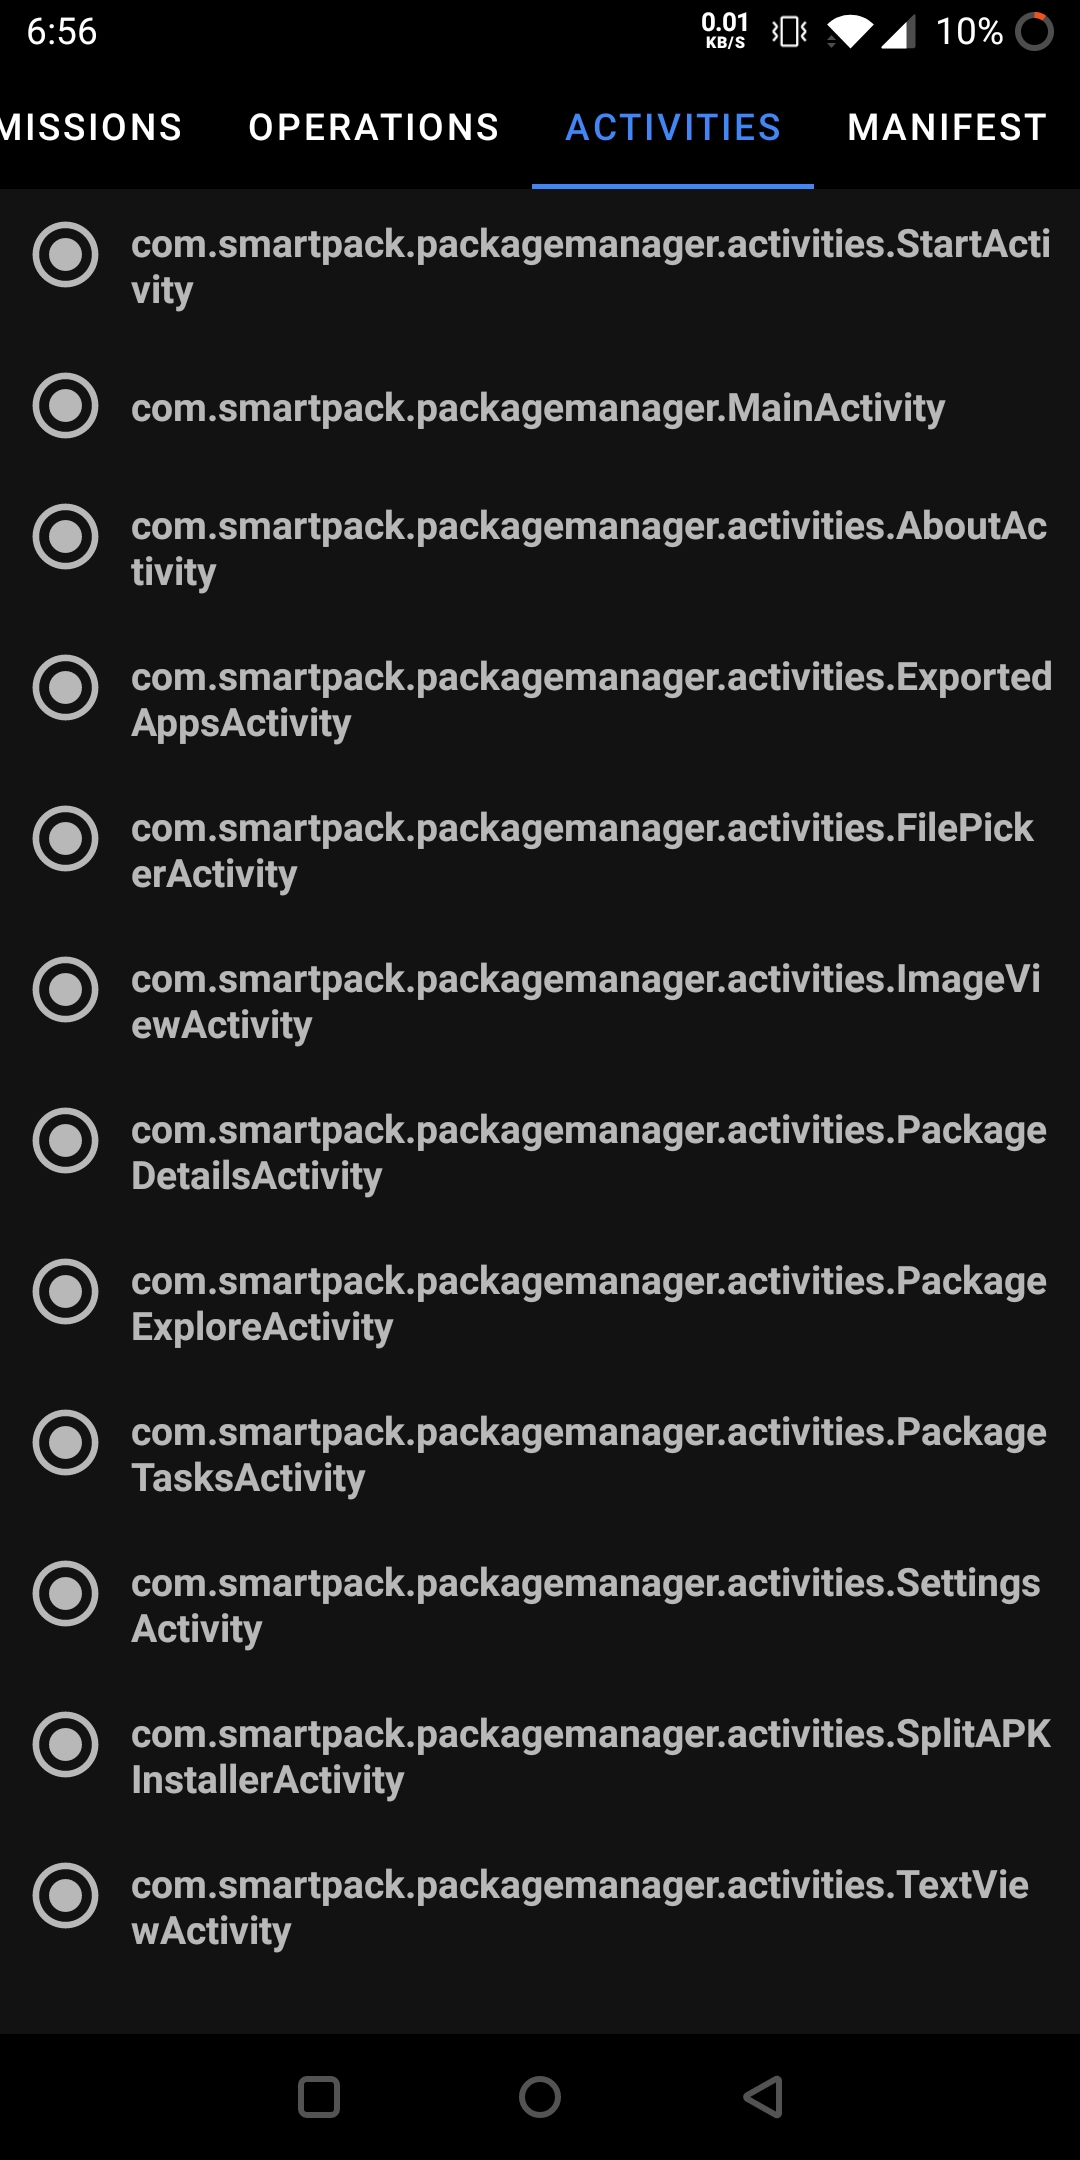 6:56 0.01 KB/S 10%
MISSIONS OPERATIONS ACTIVITIES MANIFEST
com.smartpack.packagemanager.activities.StartActi
vity
com.smartpack.packagemanager.MainActivity
com.smartpack.packagemanager.activities.AboutAc
tivity
com.smartpack.packagemanager.activities.Exported
AppsActivity
com.smartpack.packagemanager.activities.FilePick
erActivity
com.smartpack.packagemanager.activities.ImageVi
ewActivity
com.smartpack.packagemanager.activities.Package
DetailsActivity
com.smartpack.packagemanager.activities.Package
ExploreActivity
com.smartpack.packagemanager.activities.Package
TasksActivity
com.smartpack.packagemanager.activities.Settings
Activity
com.smartpack.packagemanager.activities.SplitAPK
InstallerActivity
com.smartpack.packagemanager.activities.TextVie
wActivity